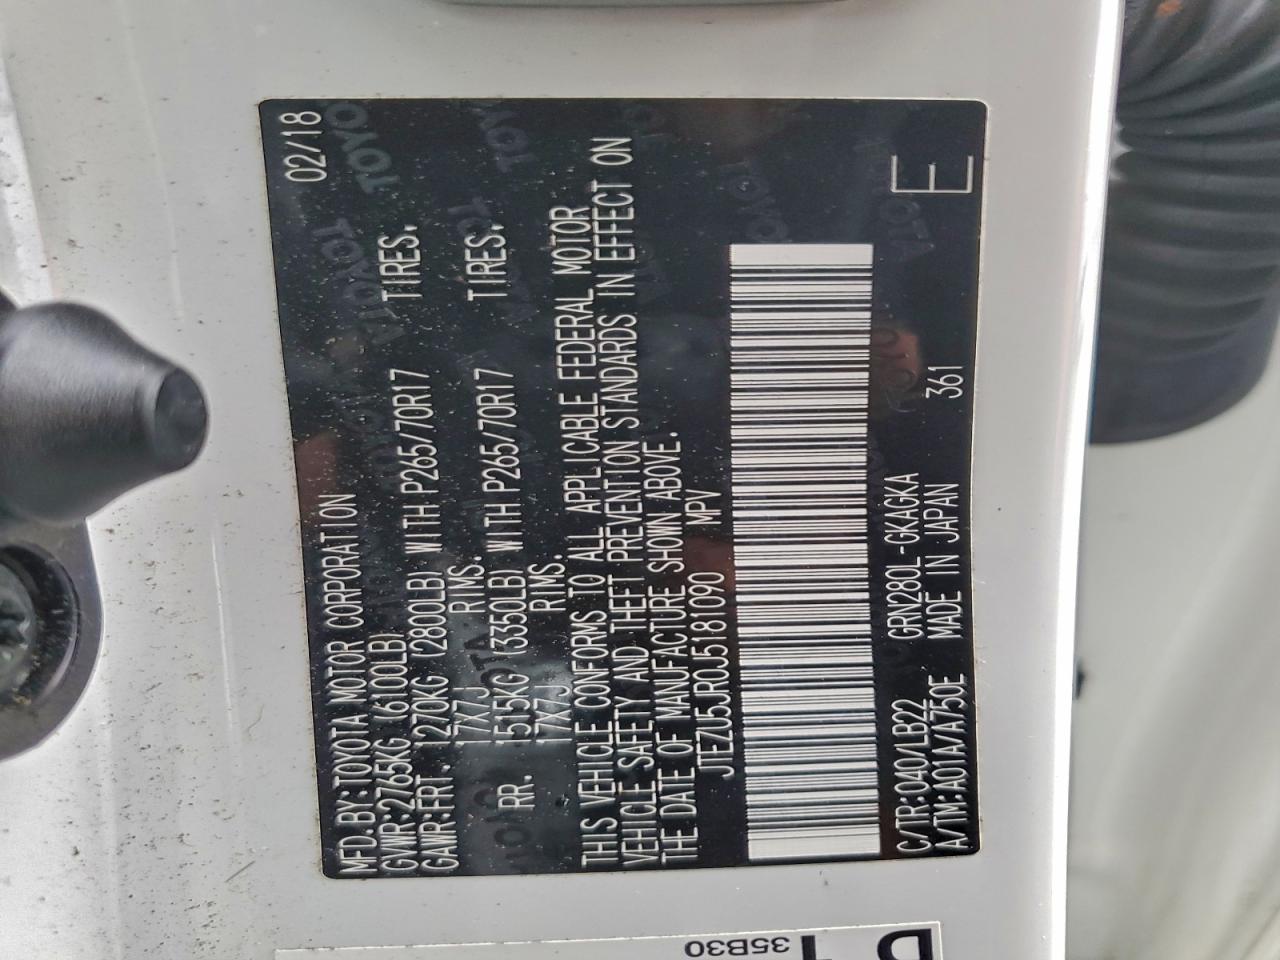 02/18
MFD.BY:TOYOTA MOTOR CORPORATION
GVWR:2765KG (6100LB)
GAWR:FRT. 1270KG (2800LB) WITH P265/70R17 TIRES.
17X7J RIMS.
RR. 1515KG (3350LB) WITH P265/70R17 TIRES.
17X7J RIMS.
THIS VEHICLE CONFORMS TO ALL APPLICABLE FEDERAL MOTOR
VEHICLE SAFETY AND THEFT PREVENTION STANDARDS IN EFFECT ON
THE DATE OF MANUFACTURE SHOWN ABOVE.
JTEZU5JR0J5181090 MPV
C/TR:040/LB22 GRN280L-GKAGKA
A/TM:A01A/A750E MADE IN JAPAN 361
E
35B30